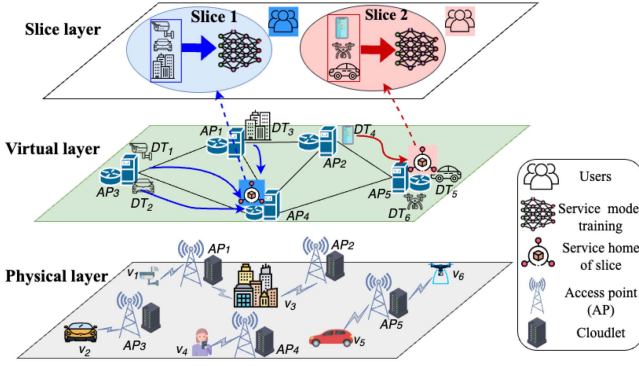 Slice layer
Slice 1
Slice 2
Virtual layer
DT1
AP1
DT3
AP2
DT4
AP3
DT2
AP4
AP5
DT5
DT6
Physical layer
v1
AP1
AP2
v6
v3
AP3
v2
v4
AP4
v5
AP5
Users
Service mode
training
Service home
of slice
Access point
(AP)
Cloudlet